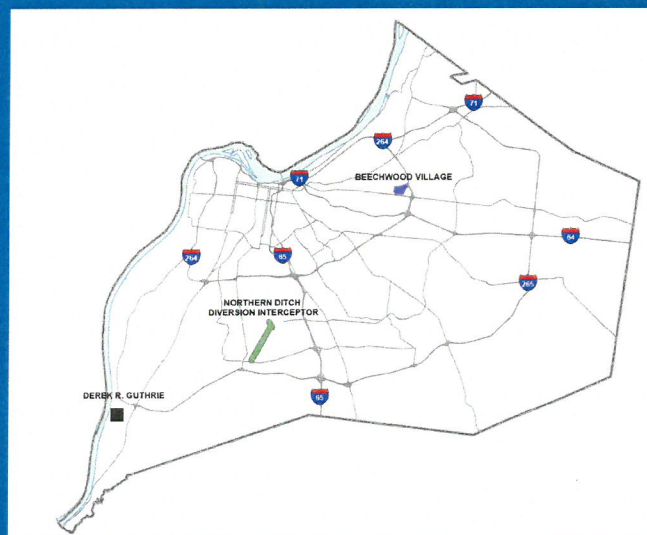 71
264
BEECHWOOD VILLAGE
71
64
264
65
265
NORTHERN DITCH
DIVERSION INTERCEPTOR
DEREK R. GUTHRIE
65